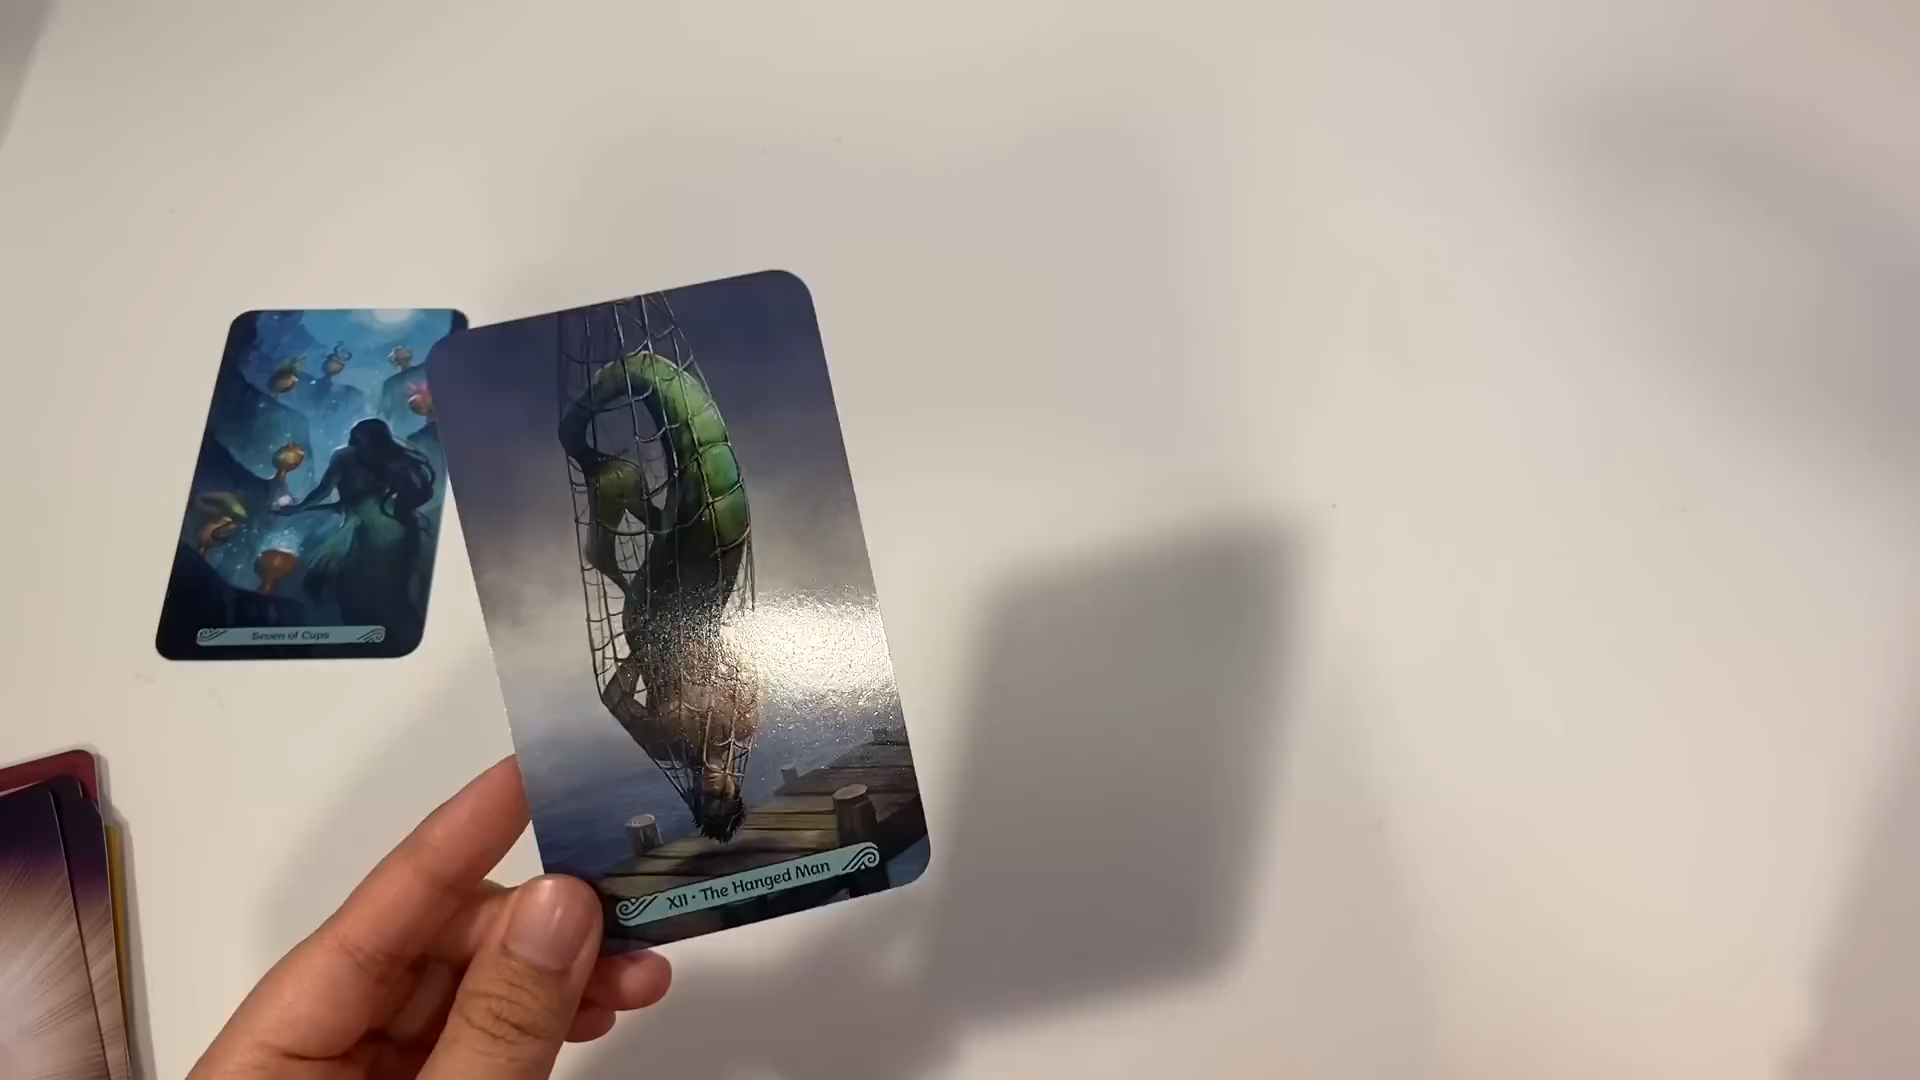 Seven of Cups
XII • The Hanged Man